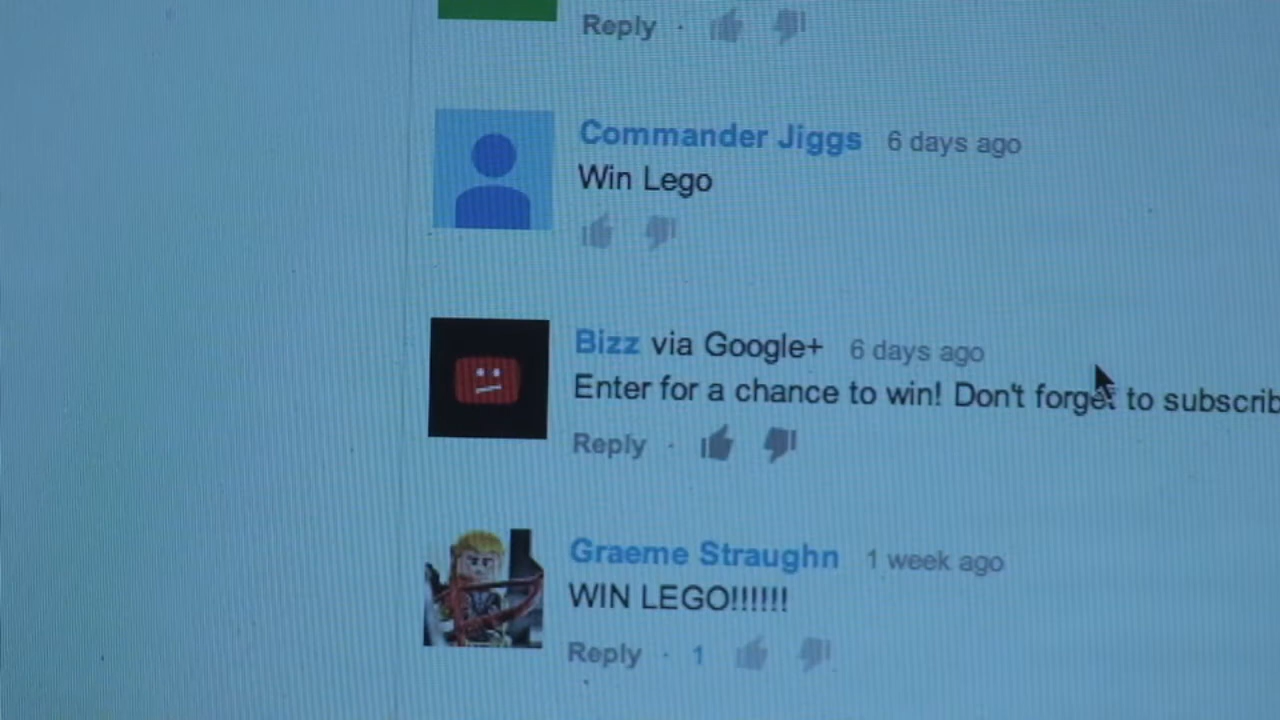 Reply ·
Commander Jiggs 6 days ago
Win Lego
Bizz via Google+ 6 days ago
Enter for a chance to win! Don't forget to subscrib
Reply ·
Graeme Straughn 1 week ago
WIN LEGO!!!!!!
Reply · 1